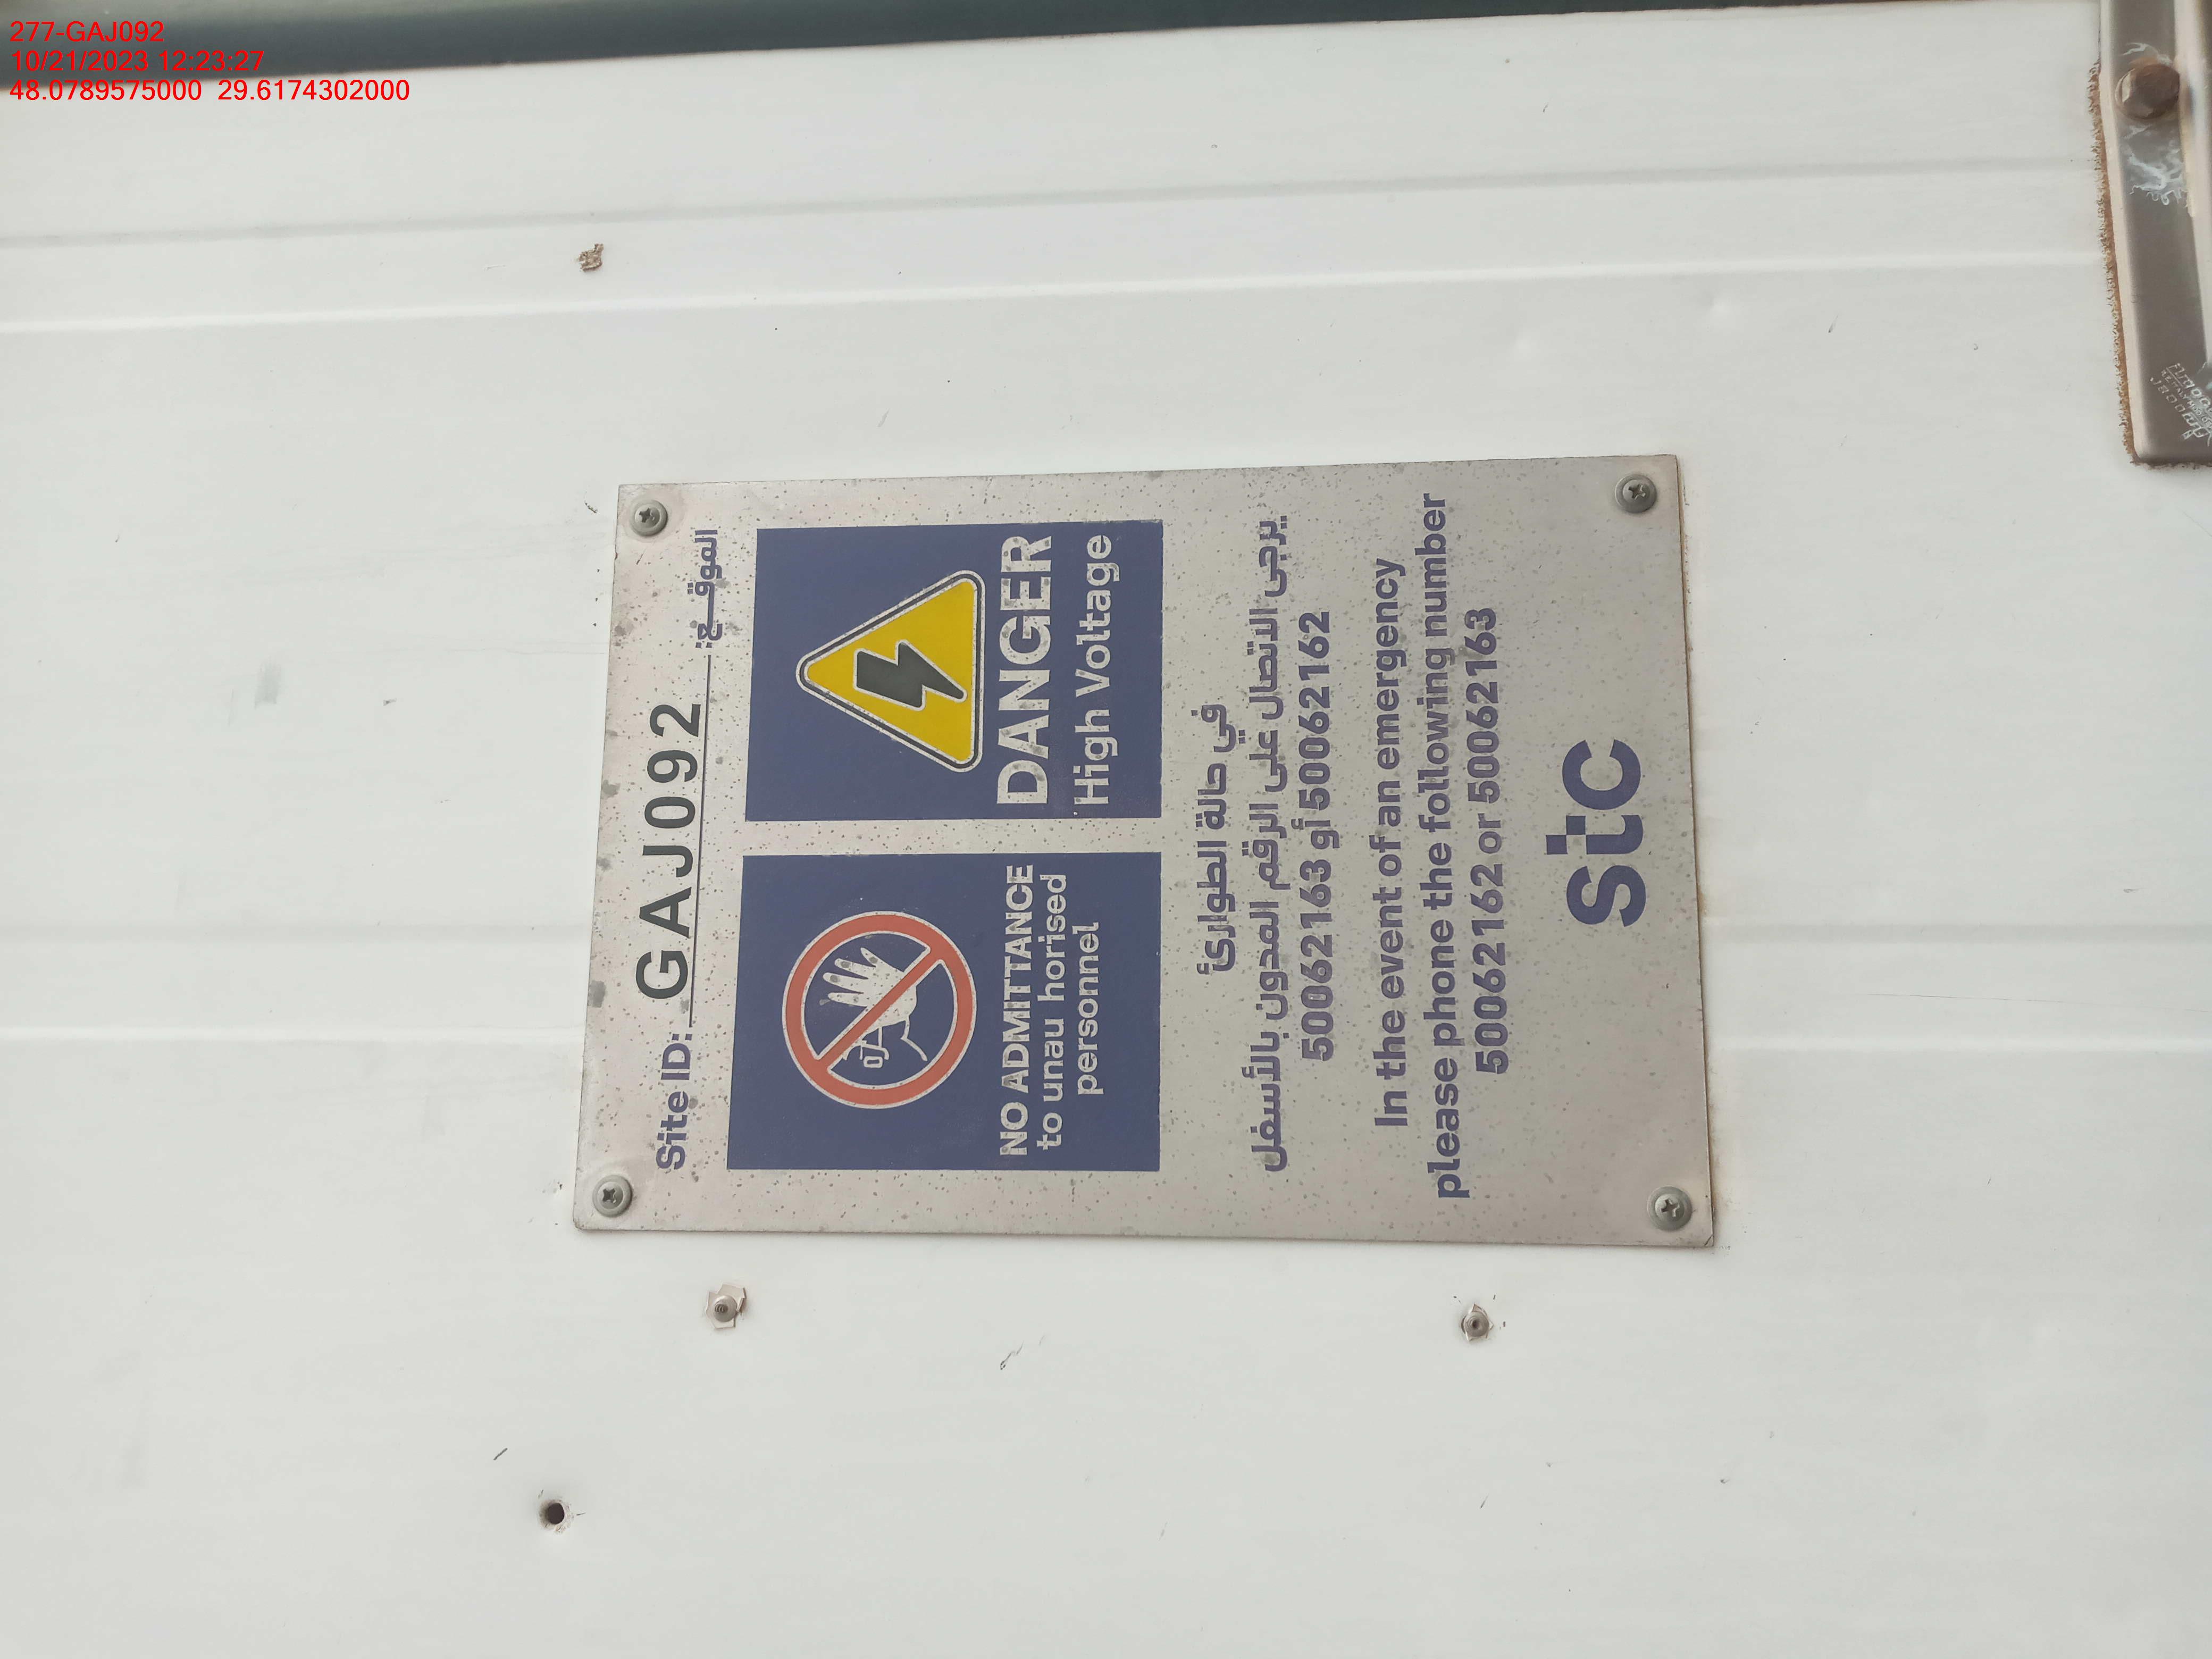 277-GAJ092
10/21/2023 12:23:27
48.0789575000 29.6174302000
Site ID: GAJ092 الموقــع:
NO ADMITTANCE
to unau horised
personnel
DANGER
High Voltage
في حالة الطوارئ
يرجى الاتصال على الرقم المدون بالأسفل
50062162 أو 50062163
In the event of an emergency
please phone the following number
50062162 or 50062163
stc